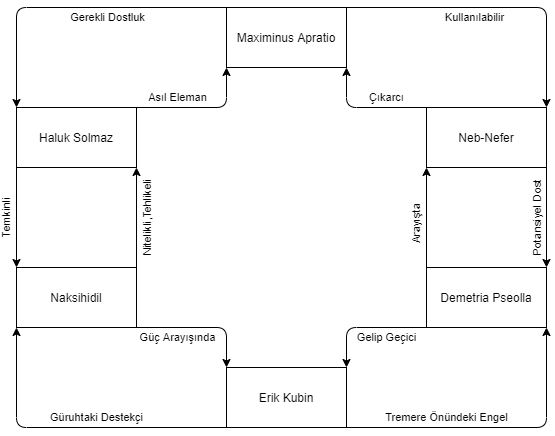 Gerekli Dostluk
Kullanılabilir
Maximinus Apratio
Asıl Eleman
Çıkarcı
Haluk Solmaz
Neb-Nefer
Temkinli
Nitelikli,Tehlikeli
Arayışta
Potansiyel Dost
Naksihidil
Demetria Pseolla
Güç Arayışında
Gelip Geçici
Erik Kubin
Güruhtaki Destekçi
Tremere Önündeki Engel